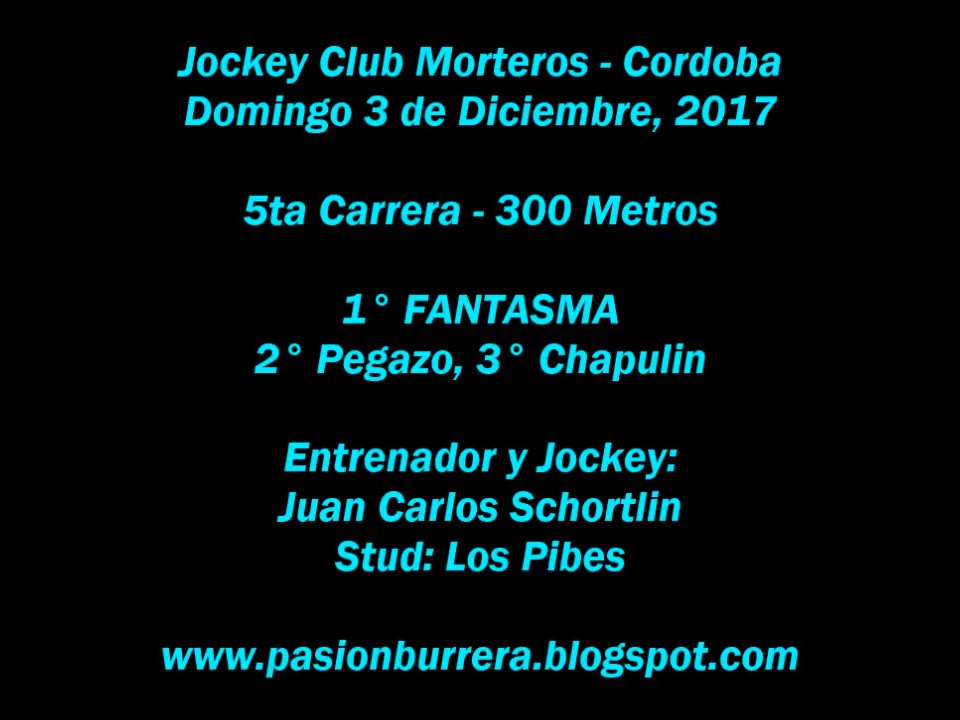 Jockey Club Morteros - Cordoba
Domingo 3 de Diciembre, 2017
5ta Carrera - 300 Metros
1° FANTASMA
2° Pegazo, 3° Chapulin
Entrenador y Jockey:
Juan Carlos Schortlin
Stud: Los Pibes
www.pasionburrera.blogspot.com